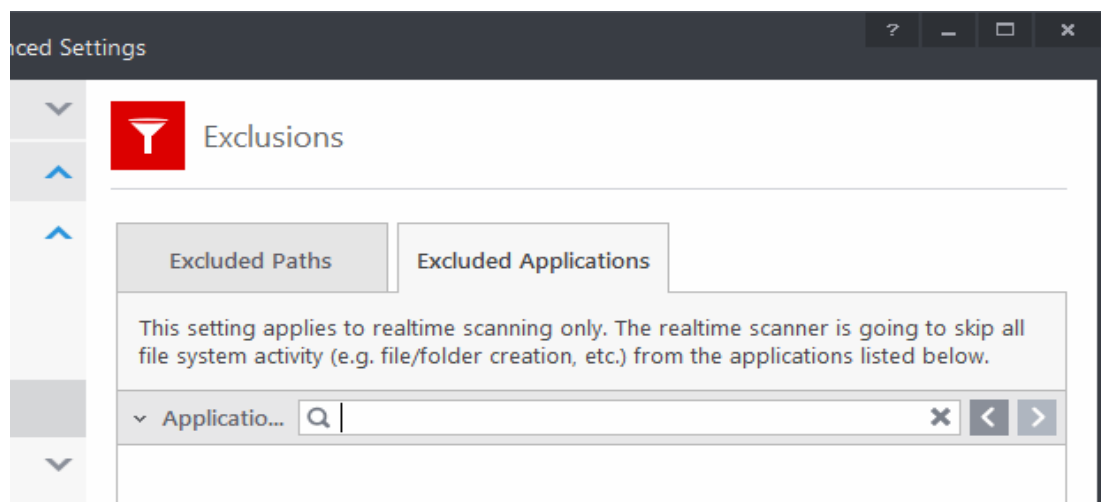 nced Settings
?
Exclusions
Excluded Paths
Excluded Applications
This setting applies to realtime scanning only. The realtime scanner is going to skip all
file system activity (e.g. file/folder creation, etc.) from the applications listed below.
Applicatio...